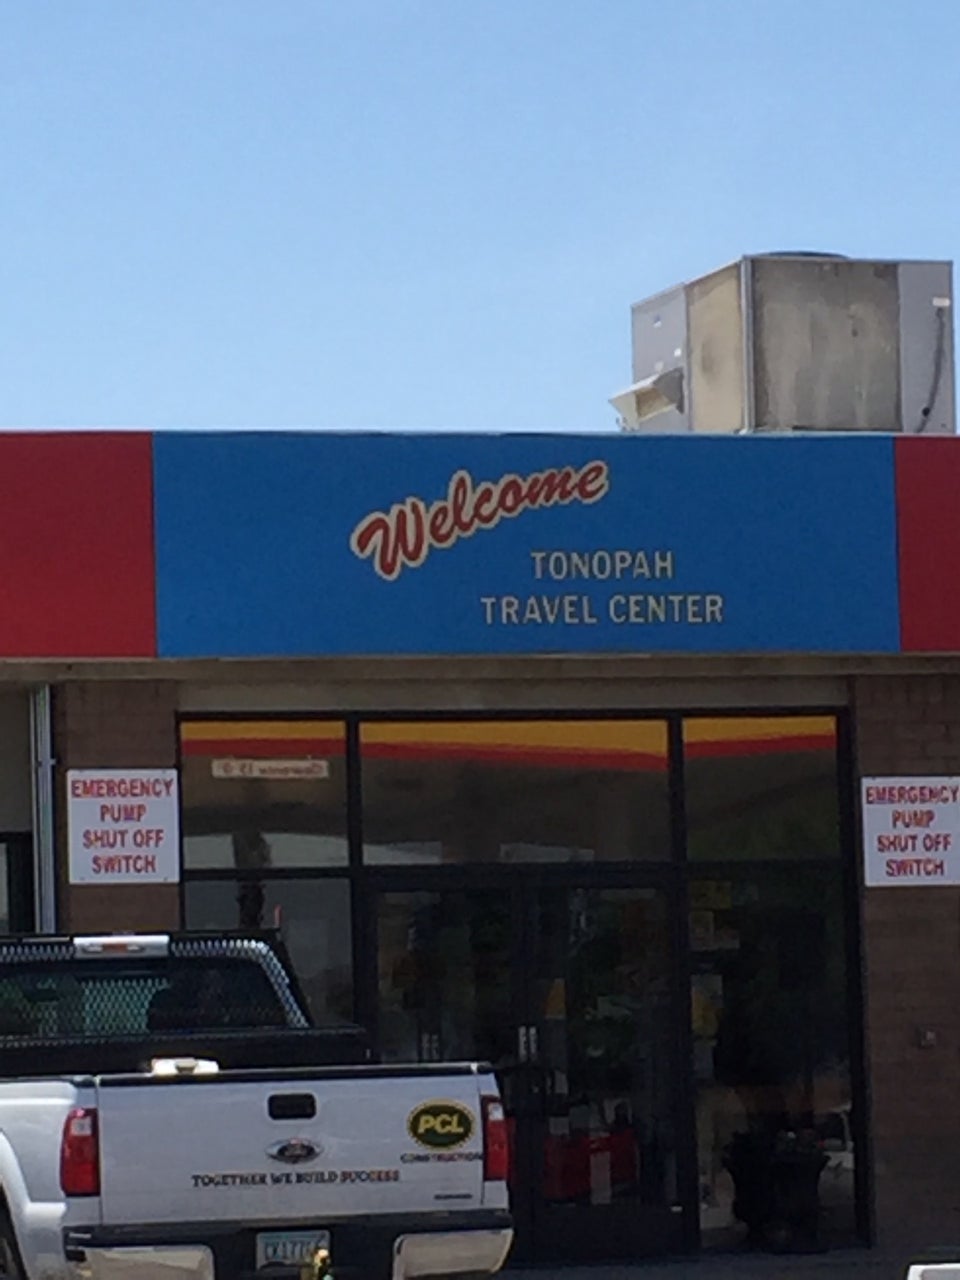 Welcome
TONOPAH
TRAVEL CENTER
EMERGENCY
PUMP
SHUT OFF
SWITCH
EMERGENCY
PUMP
SHUT OFF
SWITCH
PCL
CONSTRUCTION
Ford
TOGETHER WE BUILD SUCCESS